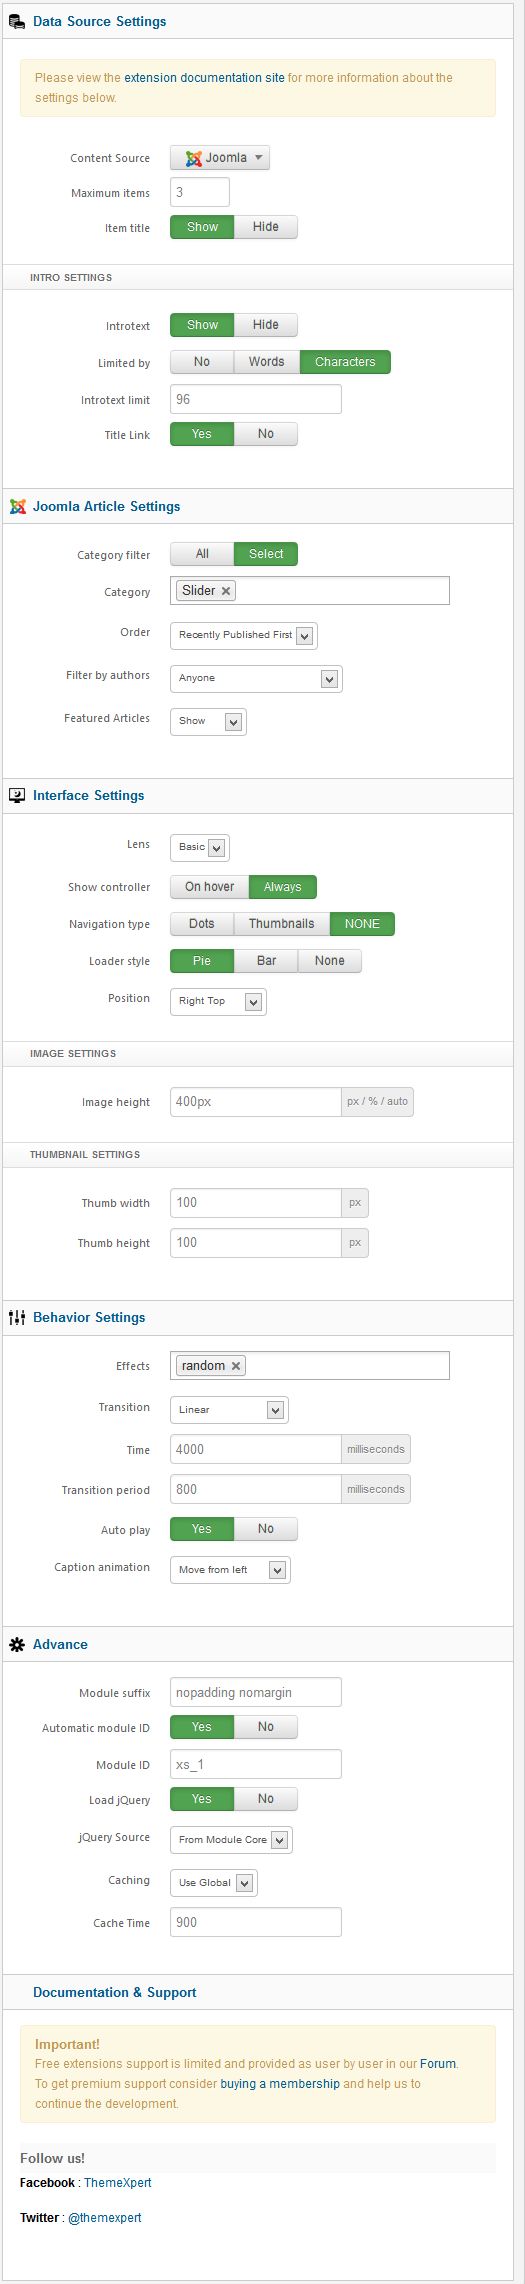 Data Source Settings
Please view the extension documentation site for more information about the
settings below.
Content Source Joomla
Maximum items 3
Item title Show Hide
INTRO SETTINGS
Introtext Show Hide
Limited by No Words Characters
Introtext limit 96
Title Link Yes No
Joomla Article Settings
Category filter All Select
Category Slider ×
Order Recently Published First
Filter by authors Anyone
Featured Articles Show
Interface Settings
Lens Basic
Show controller On hover Always
Navigation type Dots Thumbnails NONE
Loader style Pie Bar None
Position Right Top
IMAGE SETTINGS
Image height 400px px / % / auto
THUMBNAIL SETTINGS
Thumb width 100 px
Thumb height 100 px
Behavior Settings
Effects random ×
Transition Linear
Time 4000 milliseconds
Transition period 800 milliseconds
Auto play Yes No
Caption animation Move from left
Advance
Module suffix nopadding nomargin
Automatic module ID Yes No
Module ID xs_1
Load jQuery Yes No
jQuery Source From Module Core
Caching Use Global
Cache Time 900
Documentation & Support
Important!
Free extensions support is limited and provided as user by user in our Forum.
To get premium support consider buying a membership and help us to
continue the development.
Follow us!
Facebook : ThemeXpert
Twitter : @themexpert